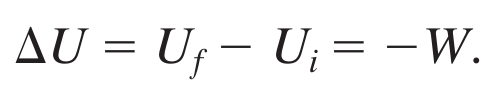 ΔU = U_f − U_i = −W.